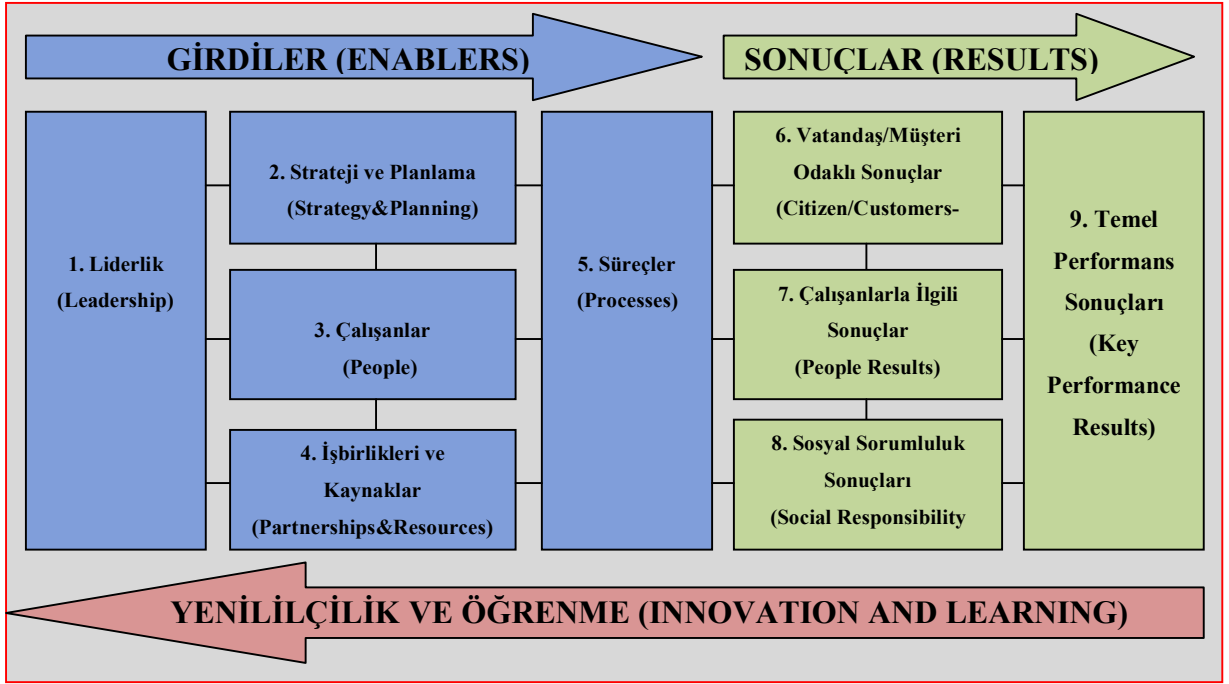 GİRDİLER (ENABLERS)
SONUÇLAR (RESULTS)
1. Liderlik
(Leadership)
2. Strateji ve Planlama
(Strategy&Planning)
3. Çalışanlar
(People)
4. İşbirlikleri ve
Kaynaklar
(Partnerships&Resources)
5. Süreçler
(Processes)
6. Vatandaş/Müşteri
Odaklı Sonuçlar
(Citizen/Customers-
7. Çalışanlarla İlgili
Sonuçlar
(People Results)
8. Sosyal Sorumluluk
Sonuçları
(Social Responsibility
9. Temel
Performans
Sonuçları
(Key
Performance
Results)
YENİLİLÇİLİK VE ÖĞRENME (INNOVATION AND LEARNING)